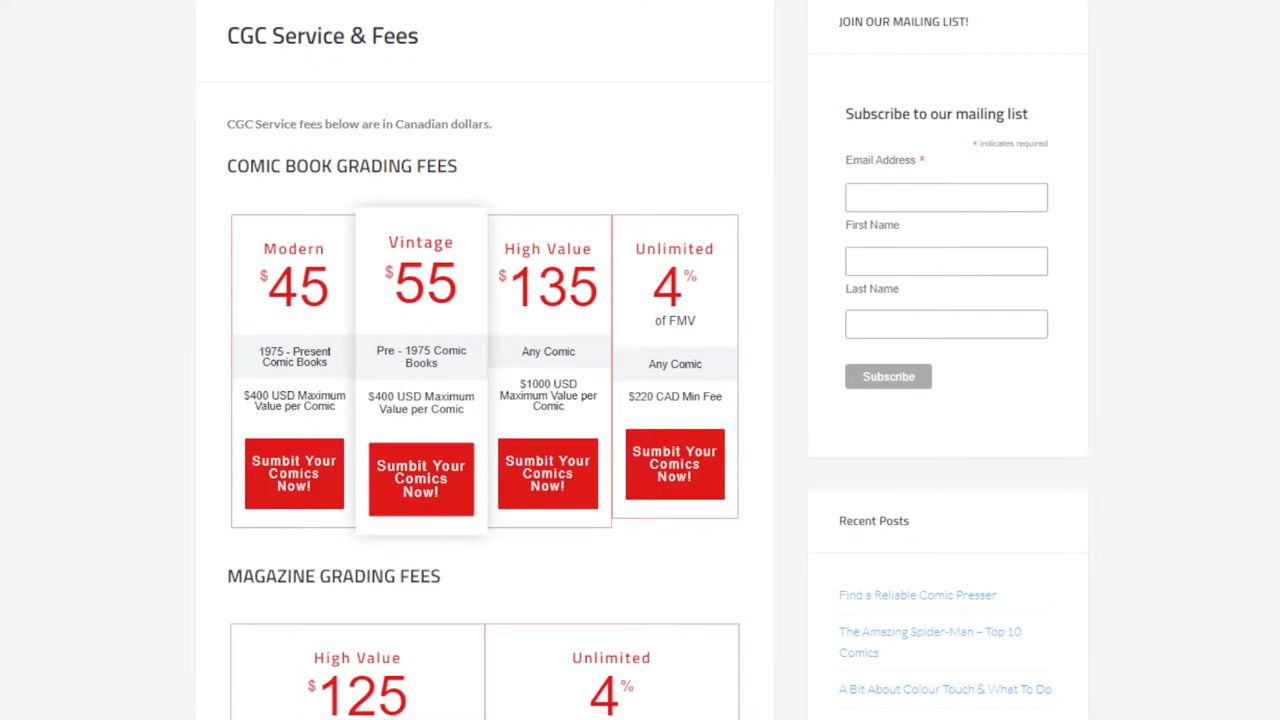 CGC Service & Fees
CGC Service fees below are in Canadian dollars.
COMIC BOOK GRADING FEES
Modern
$45
1975 - Present
Comic Books
$400 USD Maximum
Value per Comic
Sumbit Your
Comics
Now!
Vintage
$55
Pre - 1975 Comic
Books
$400 USD Maximum
Value per Comic
Sumbit Your
Comics
Now!
High Value
$135
Any Comic
$1000 USD
Maximum Value per
Comic
Sumbit Your
Comics
Now!
Unlimited
4%
of FMV
Any Comic
$220 CAD Min Fee
Sumbit Your
Comics
Now!
MAGAZINE GRADING FEES
High Value
$125
Unlimited
4%
JOIN OUR MAILING LIST!
Subscribe to our mailing list
* indicates required
Email Address *
First Name
Last Name
Subscribe
Recent Posts
Find a Reliable Comic Presser
The Amazing Spider-Man – Top 10
Comics
A Bit About Colour Touch & What To Do